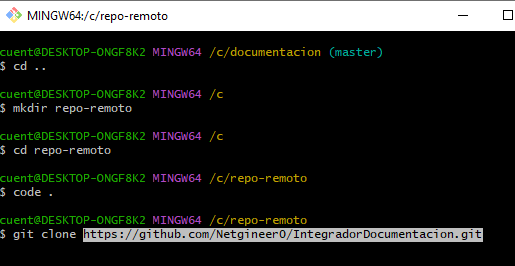 MINGW64:/c/repo-remoto
cuent@DESKTOP-ONGF8K2 MINGW64 /c/documentacion (master)
$ cd ..
cuent@DESKTOP-ONGF8K2 MINGW64 /c
$ mkdir repo-remoto
cuent@DESKTOP-ONGF8K2 MINGW64 /c
$ cd repo-remoto
cuent@DESKTOP-ONGF8K2 MINGW64 /c/repo-remoto
$ code .
cuent@DESKTOP-ONGF8K2 MINGW64 /c/repo-remoto
$ git clone https://github.com/Netgineer0/IntegradorDocumentacion.git